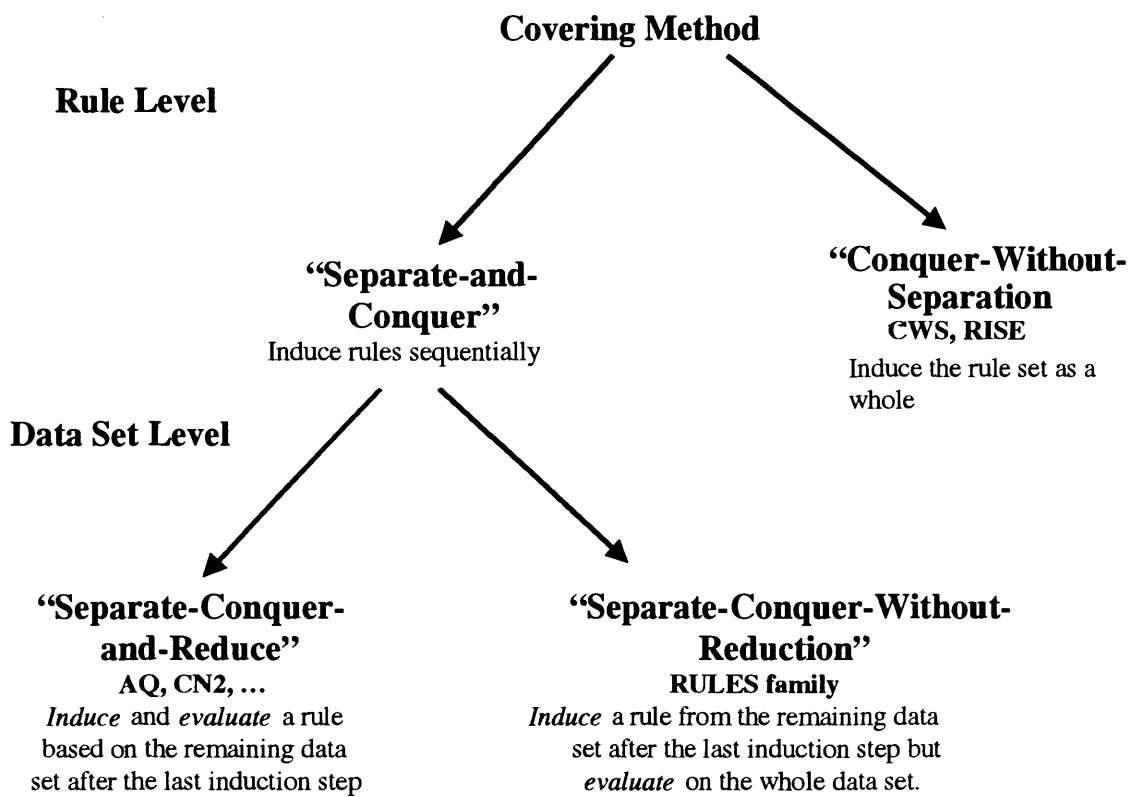 Covering Method
Rule Level
“Separate-and-
Conquer”
Induce rules sequentially
“Conquer-Without-
Separation
CWS, RISE
Induce the rule set as a
whole
Data Set Level
“Separate-Conquer-
and-Reduce”
AQ, CN2, ...
Induce and evaluate a rule
based on the remaining data
set after the last induction step
“Separate-Conquer-Without-
Reduction”
RULES family
Induce a rule from the remaining data
set after the last induction step but
evaluate on the whole data set.